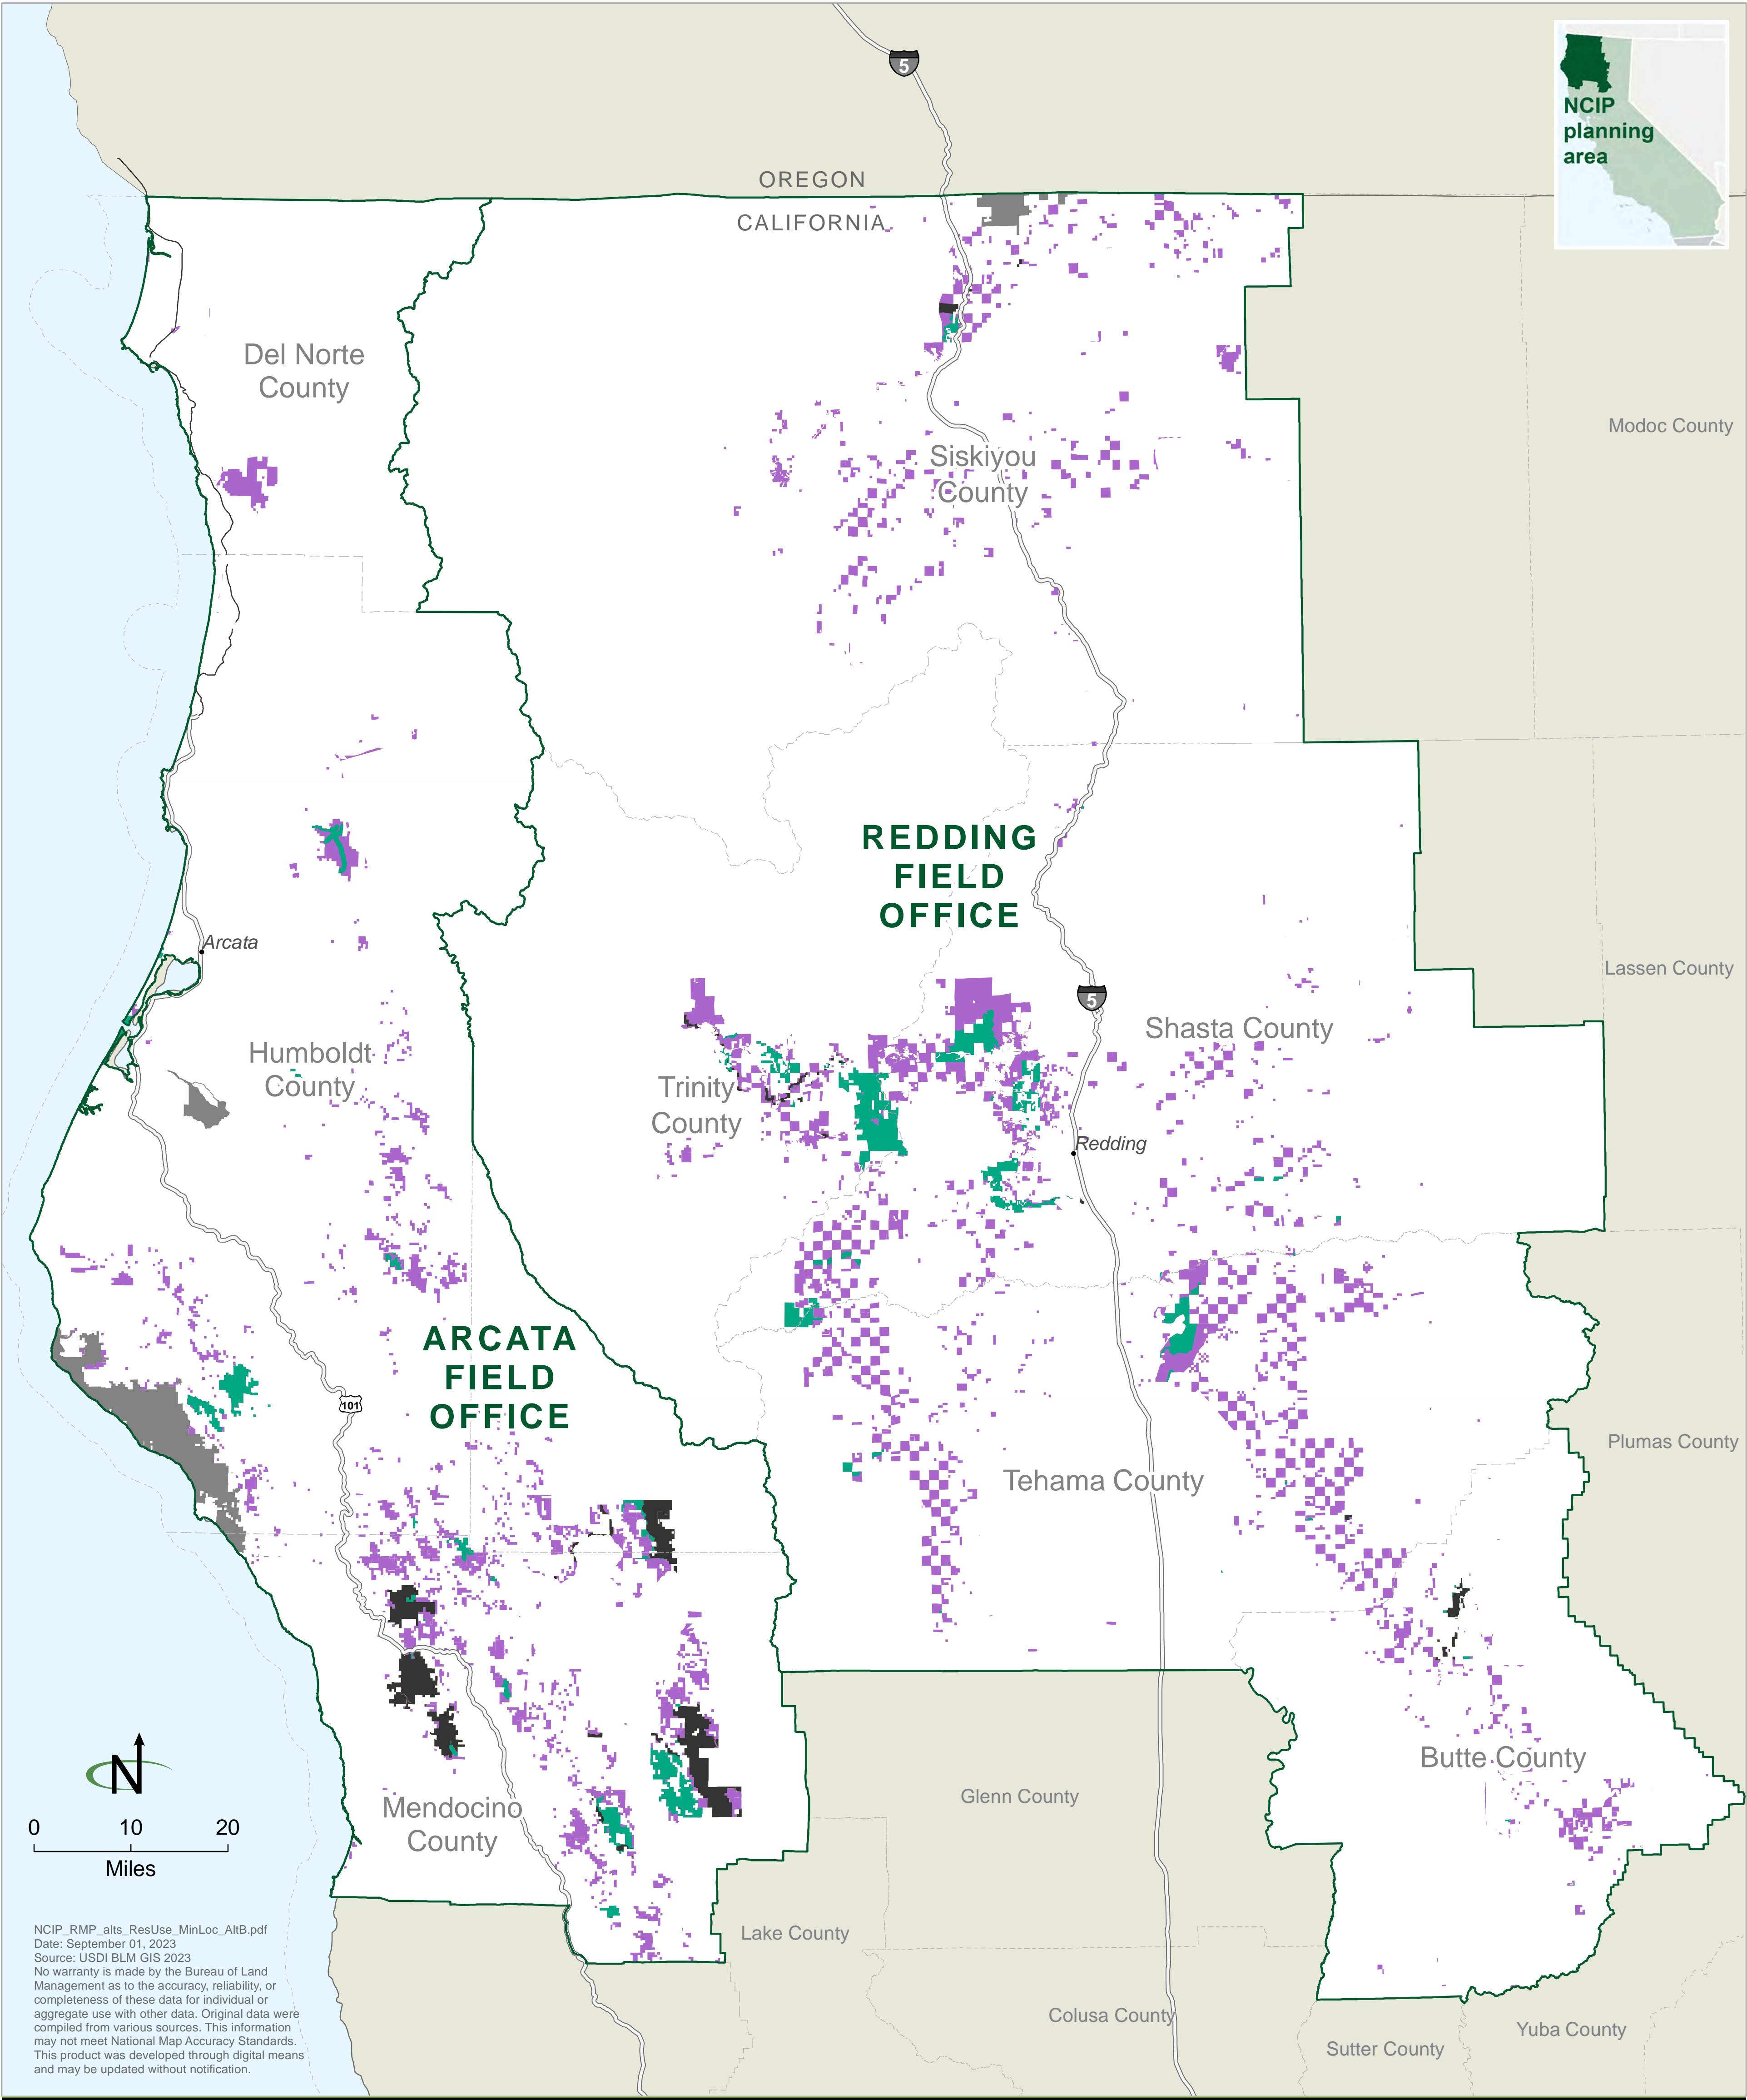 5
NCIP
planning
area
OREGON
CALIFORNIA
Del Norte
County
Modoc County
Siskiyou
County
REDDING
FIELD
OFFICE
Arcata
Lassen County
5
Shasta County
Humboldt
County
Trinity
County
Redding
ARCATA
FIELD
OFFICE
101
Plumas County
Tehama County
Butte County
N
Glenn County
Mendocino
County
0 10 20
Miles
Lake County
NCIP_RMP_alts_ResUse_MinLoc_AltB.pdf
Date: September 01, 2023
Source: USDI BLM GIS 2023
No warranty is made by the Bureau of Land
Management as to the accuracy, reliability, or
completeness of these data for individual or
aggregate use with other data. Original data were
compiled from various sources. This information
may not meet National Map Accuracy Standards.
This product was developed through digital means
and may be updated without notification.
Colusa County
Yuba County
Sutter County